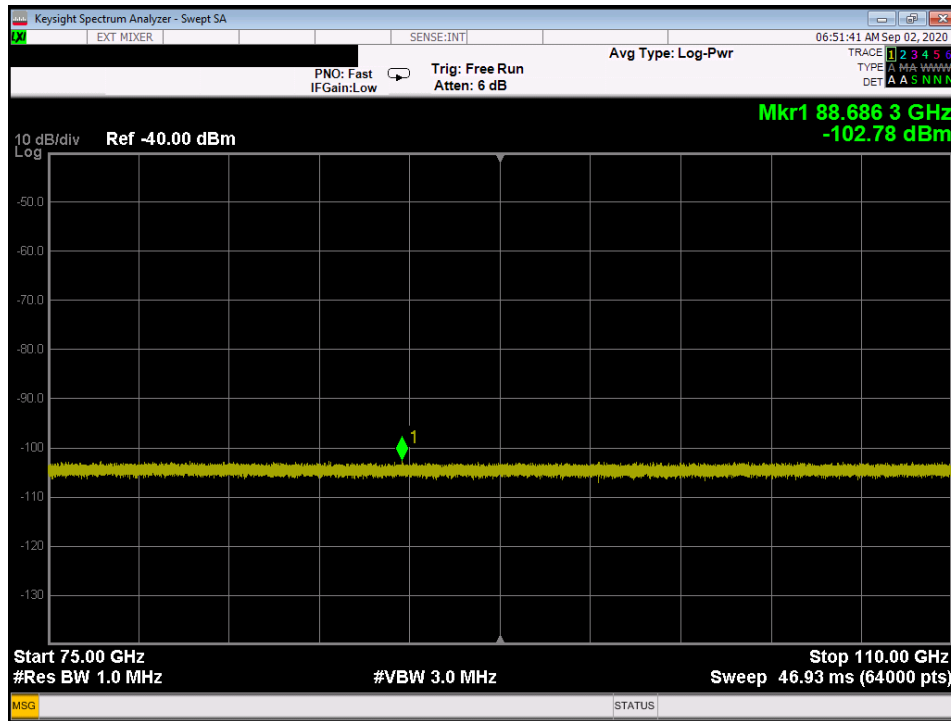 Keysight Spectrum Analyzer - Swept SA
LXI EXT MIXER SENSE:INT 06:51:41 AM Sep 02, 2020
PNO: Fast
IFGain:Low
Trig: Free Run
Atten: 6 dB
Avg Type: Log-Pwr
TRACE 1 2 3 4 5 6
TYPE A M A W W W W
DET A A S N N N
Mkr1 88.686 3 GHz
-102.78 dBm
10 dB/div Ref -40.00 dBm
Log
-50.0
-60.0
-70.0
-80.0
-90.0
1
-100
-110
-120
-130
Start 75.00 GHz Stop 110.00 GHz
#Res BW 1.0 MHz #VBW 3.0 MHz Sweep 46.93 ms (64000 pts)
MSG STATUS